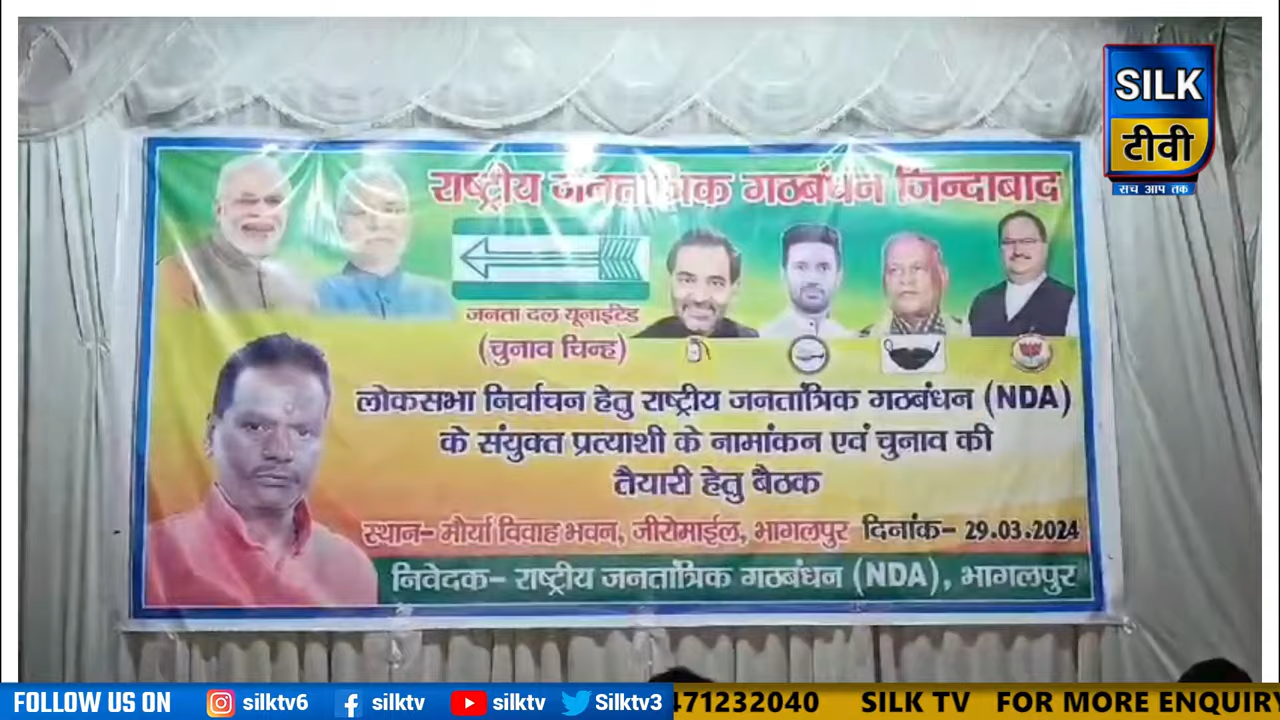 SILK
टीवी
सच आप तक
राष्ट्रीय जनतांत्रिक गठबंधन जिन्दाबाद
जनता दल यूनाईटेड
(चुनाव चिन्ह)
लोकसभा निर्वाचन हेतु राष्ट्रीय जनतांत्रिक गठबंधन (NDA)
के संयुक्त प्रत्याशी के नामांकन एवं चुनाव की
तैयारी हेतु बैठक
स्थान- मौर्या विवाह भवन, जीरोमाईल, भागलपुर दिनांक- 29.03.2024
निवेदक- राष्ट्रीय जनतांत्रिक गठबंधन (NDA), भागलपुर
FOLLOW US ON silktv6 silktv silktv Silktv3 471232040 SILK TV FOR MORE ENQUIRY